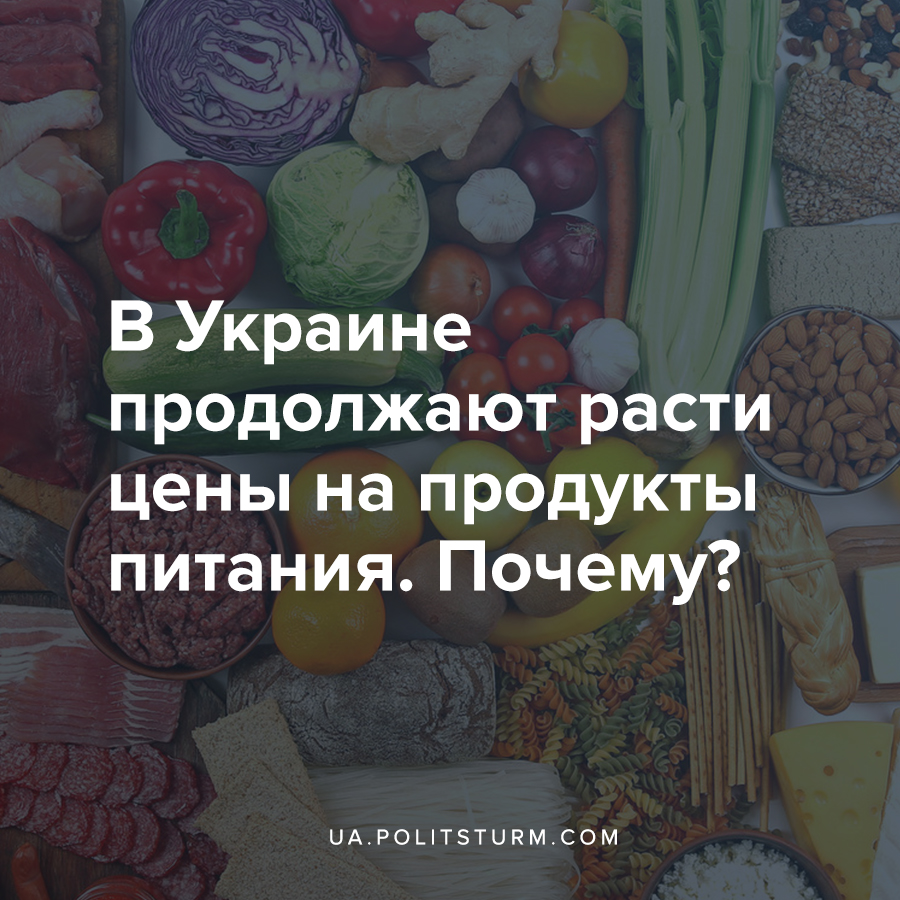 В Украине
продолжают расти
цены на продукты
питания. Почему?
UA.POLITSTURM.COM